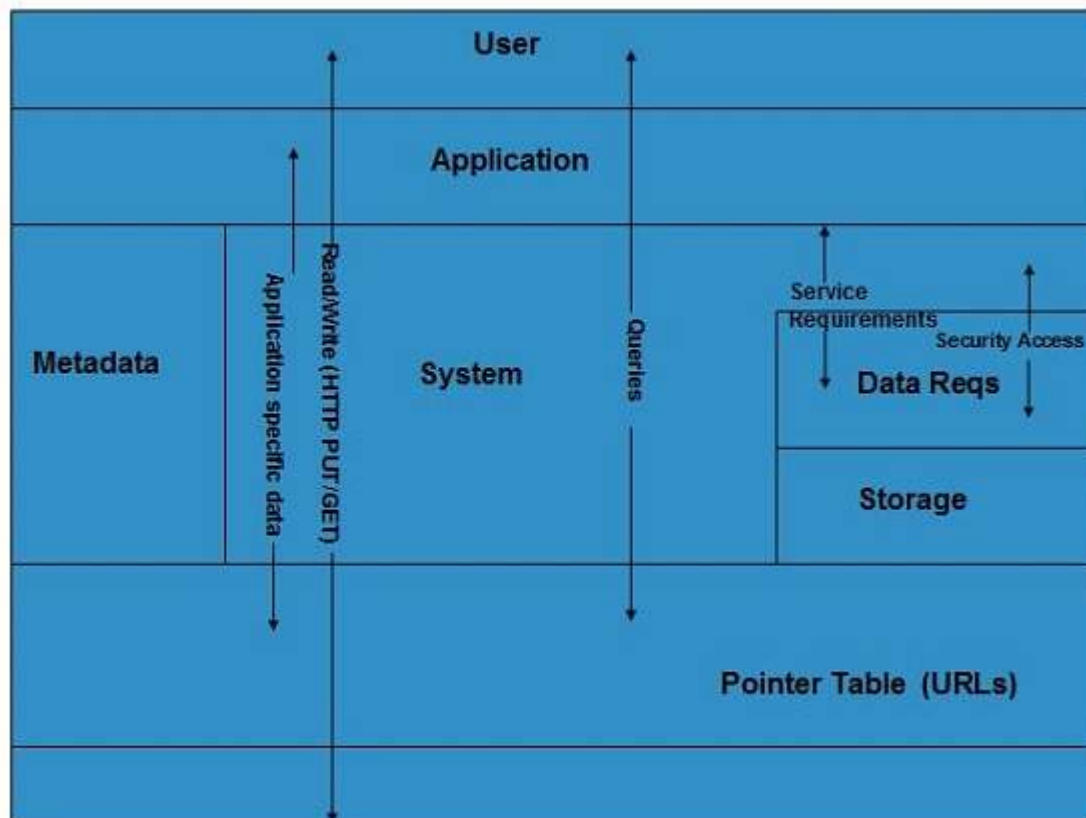 User
Application
Metadata
Application specific data
Read/Write (HTTP PUT/GET)
System
Queries
Service
Requirements
Security Access
Data Reqs
Storage
Pointer Table (URLs)